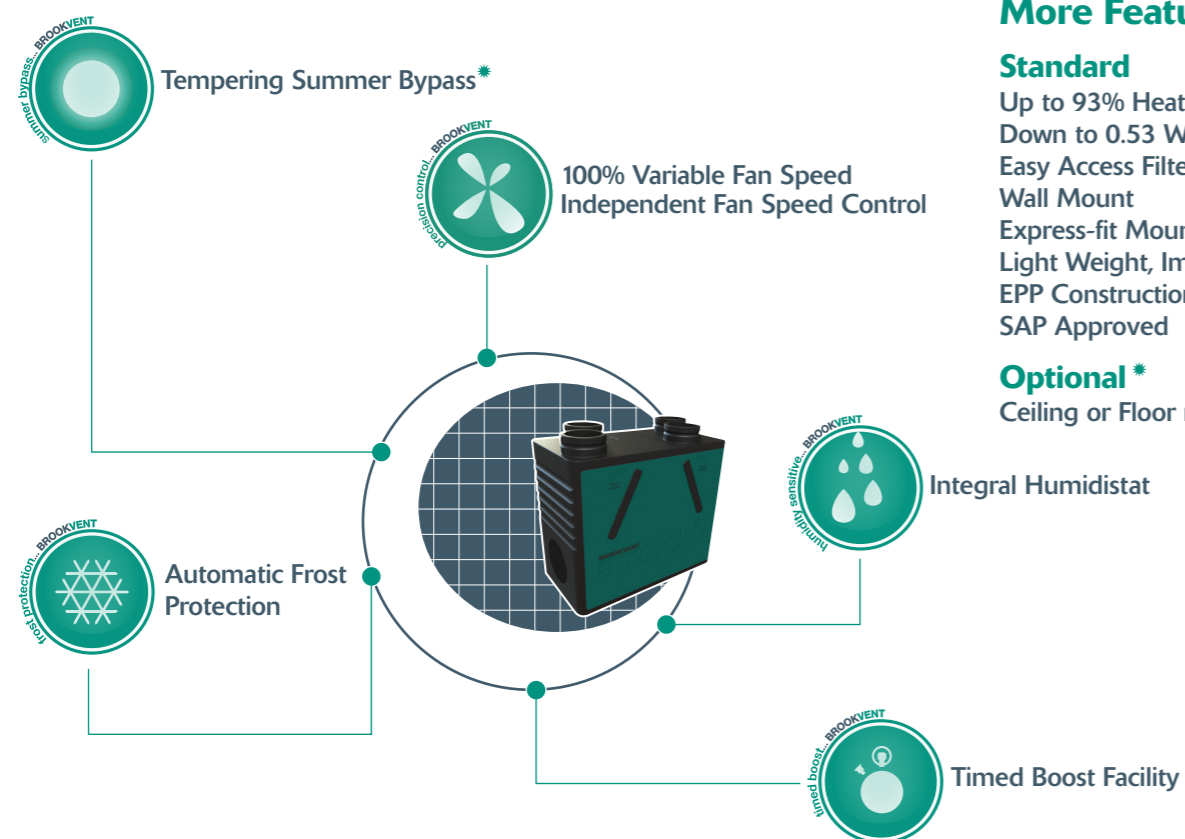 summer bypass... BROOKVENT
Tempering Summer Bypass*
precision control... BROOKVENT
100% Variable Fan Speed
Independent Fan Speed Control
More Featu
Standard
Up to 93% Heat
Down to 0.53 W
Easy Access Filte
Wall Mount
Express-fit Moun
Light Weight, Im
EPP Construction
SAP Approved
Optional*
Ceiling or Floor
humidity sensitive... BROOKVENT
Integral Humidistat
BROOKVENT
frost protection... BROOKVENT
Automatic Frost
Protection
timed boost... BROOKVENT
Timed Boost Facility